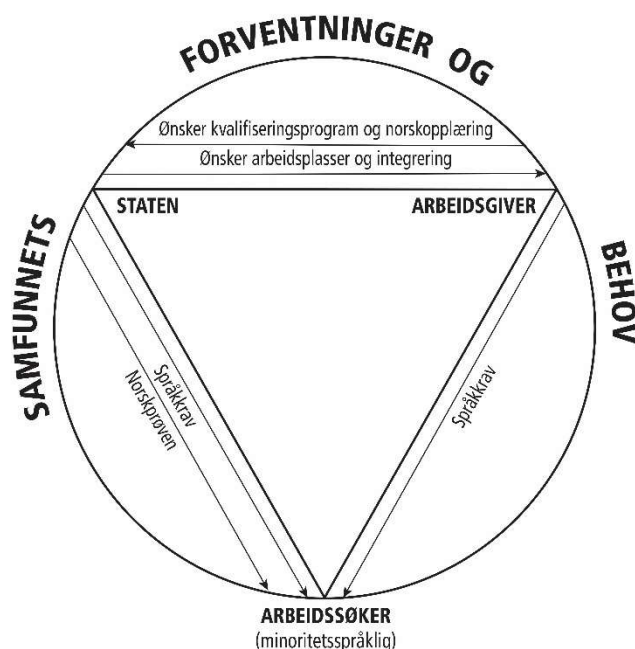 SAMFUNNETS FORVENTNINGER OG BEHOV
Ønsker kvalifiseringsprogram og norskopplæring
Ønsker arbeidsplasser og integrering
STATEN
ARBEIDSGIVER
Språkkrav
Norskprøven
Språkkrav
ARBEIDSSØKER
(minoritetsspråklig)